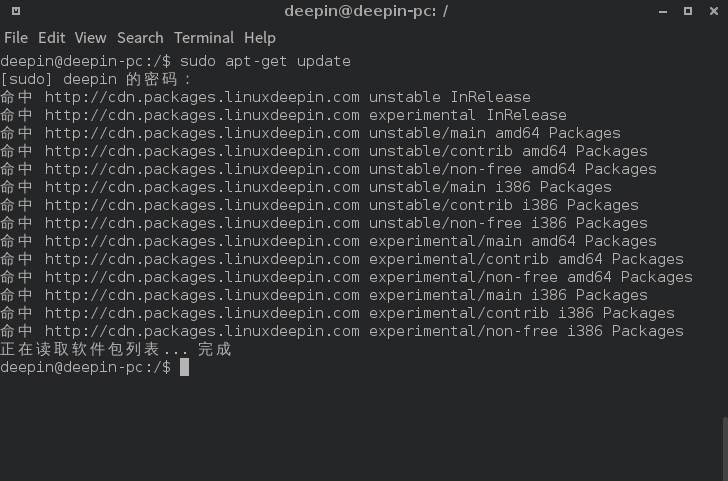 deepin@deepin-pc: /
File Edit View Search Terminal Help
deepin@deepin-pc:/$ sudo apt-get update
[sudo] deepin 的密码：
命中 http://cdn.packages.linuxdeepin.com unstable InRelease
命中 http://cdn.packages.linuxdeepin.com experimental InRelease
命中 http://cdn.packages.linuxdeepin.com unstable/main amd64 Packages
命中 http://cdn.packages.linuxdeepin.com unstable/contrib amd64 Packages
命中 http://cdn.packages.linuxdeepin.com unstable/non-free amd64 Packages
命中 http://cdn.packages.linuxdeepin.com unstable/main i386 Packages
命中 http://cdn.packages.linuxdeepin.com unstable/contrib i386 Packages
命中 http://cdn.packages.linuxdeepin.com unstable/non-free i386 Packages
命中 http://cdn.packages.linuxdeepin.com experimental/main amd64 Packages
命中 http://cdn.packages.linuxdeepin.com experimental/contrib amd64 Packages
命中 http://cdn.packages.linuxdeepin.com experimental/non-free amd64 Packages
命中 http://cdn.packages.linuxdeepin.com experimental/main i386 Packages
命中 http://cdn.packages.linuxdeepin.com experimental/contrib i386 Packages
命中 http://cdn.packages.linuxdeepin.com experimental/non-free i386 Packages
正在读取软件包列表... 完成
deepin@deepin-pc:/$